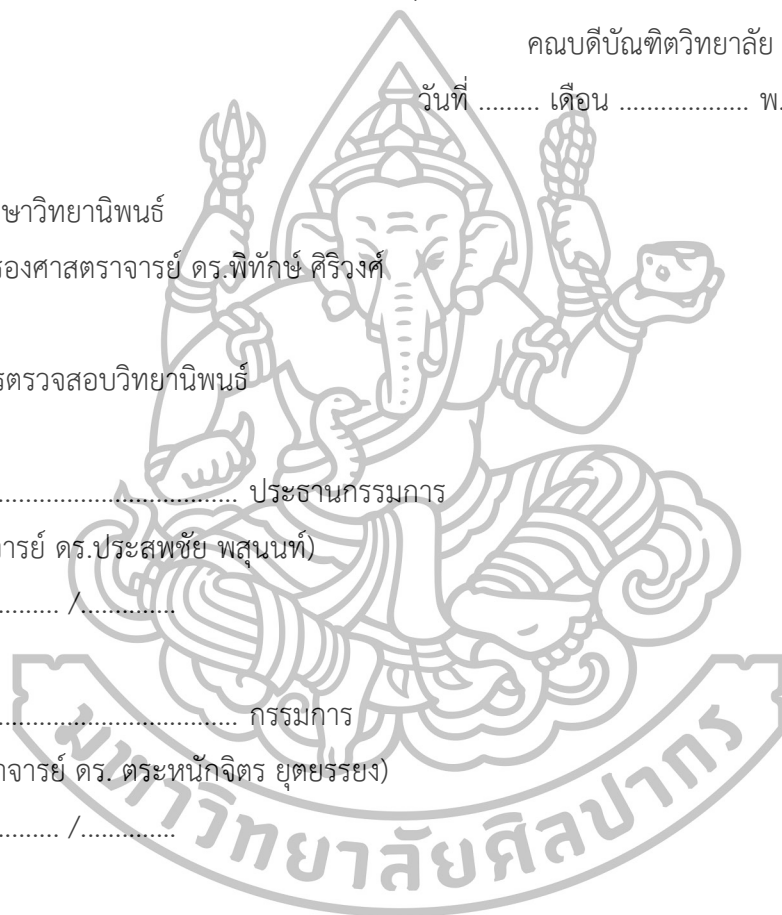 คณบดีบัณฑิตวิทยาลัย
วันที่ ......... เดือน ................... พ.
ษาวิทยานิพนธ์
รองศาสตราจารย์ ดร.พิทักษ์ ศิริวงศ์
รตรวจสอบวิทยานิพนธ์
.................................... ประธานกรรมการ
ารย์ ดร.ประสพชัย พสุนนท์)
.......... /..............
.................................... กรรมการ
าจารย์ ดร. ตระหนักจิตร ยุตยรรยง)
.......... /..............
มหาวิทยาลัยศิลปากร